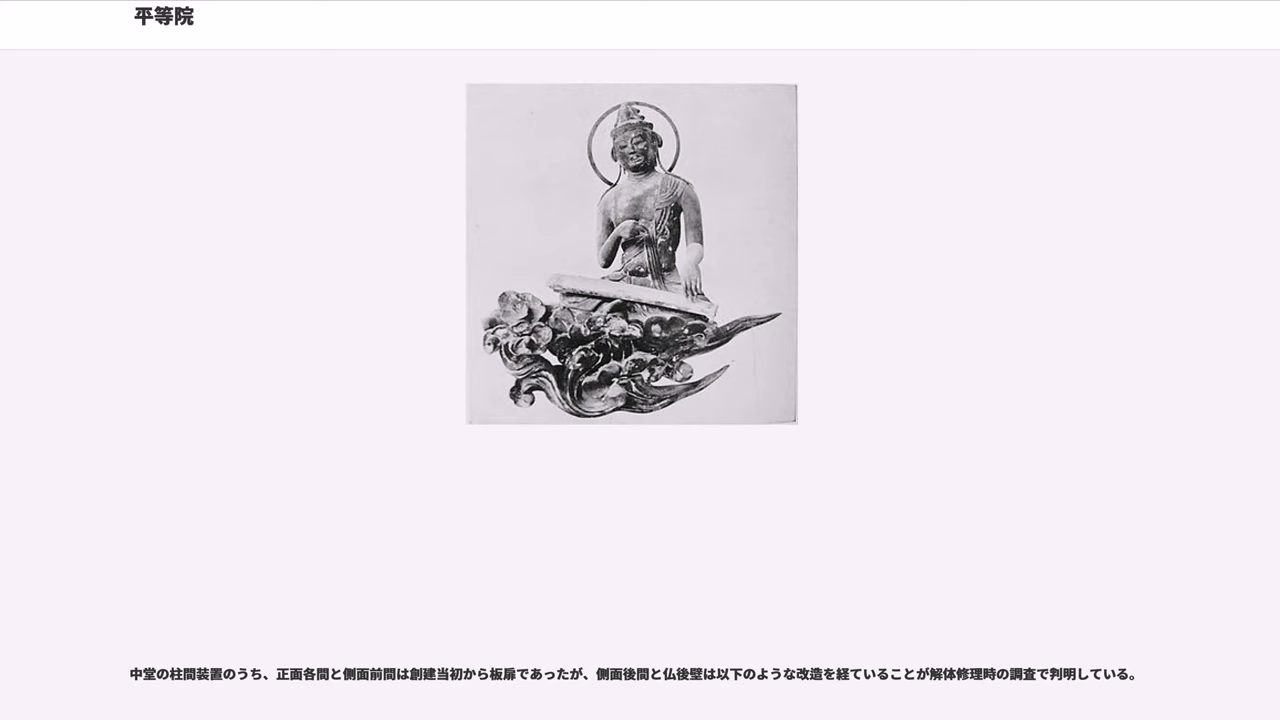 平等院
中堂の柱間装置のうち、正面各間と側面前間は創建当初から板扉であったが、側面後間と仏後壁は以下のような改造を経ていることが解体修理時の調査で判明している。